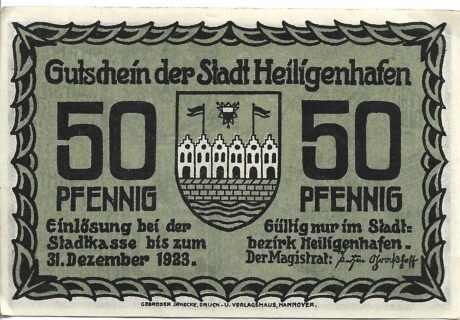 Gutschein der Stadt Heiligenhafen
50 PFENNIG
50 PFENNIG
Einlösung bei der
Stadtkasse bis zum
31. Dezember 1923.
Gültig nur im Stadt-
bezirk Heiligenhafen.
Der Magistrat:
GEBRÜDER JÄNECKE, DRUCK- U. VERLAGSHAUS, HANNOVER.